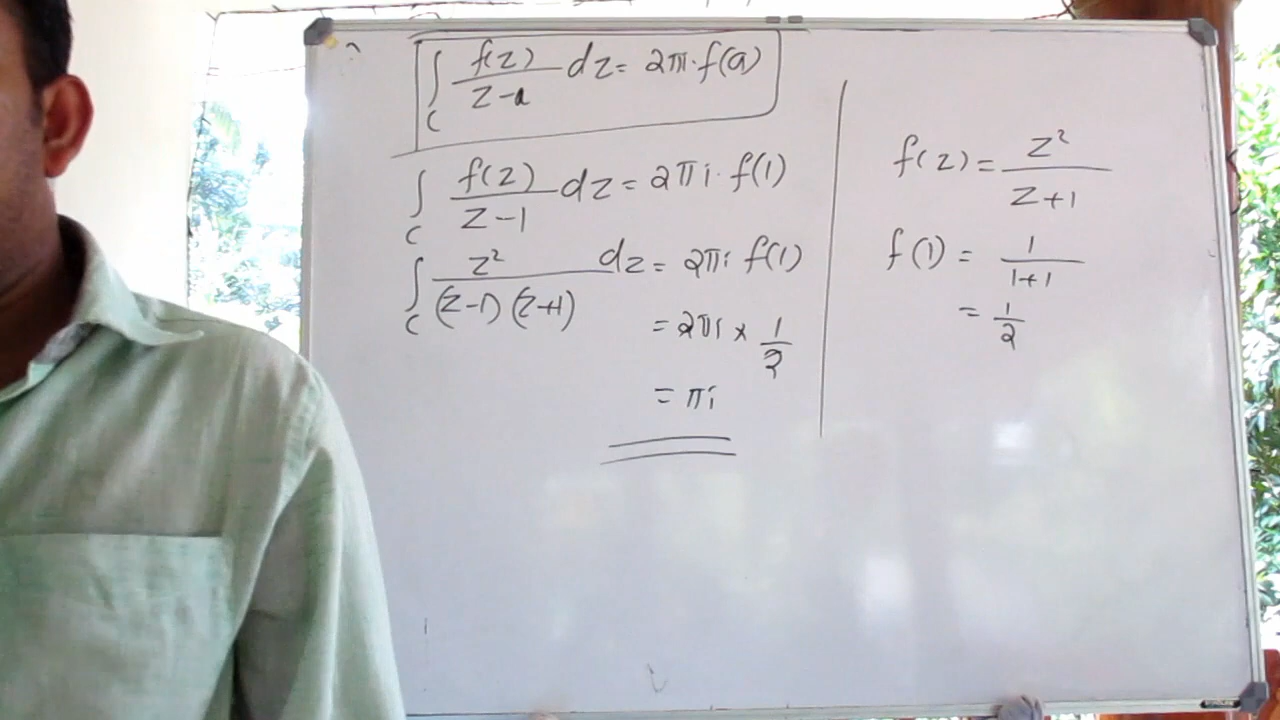 ∫_C f(z)/(z-a) dz = 2πi·f(a)
∫_C f(z)/(z-1) dz = 2πi·f(1)
∫_C z²/((z-1)(z+1)) dz = 2πi f(1)
= 2πi × 1/2
= πi
f(z) = z²/(z+1)
f(1) = 1/(1+1)
= 1/2